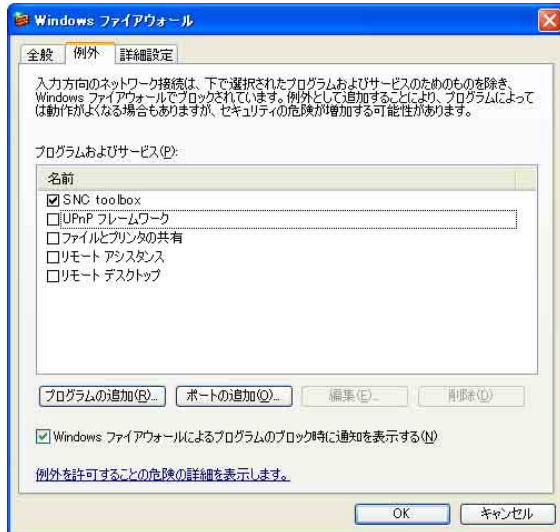 Windows ファイアウォール
全般 例外 詳細設定
入力方向のネットワーク接続は、下で選択されたプログラムおよびサービスのためのものを除き、
Windows ファイアウォールでブロックされています。例外として追加することにより、プログラムによって
は動作がよくなる場合もありますが、セキュリティの危険が増加する可能性があります。
プログラムおよびサービス(P):
名前
SNC toolbox
UPnP フレームワーク
ファイルとプリンタの共有
リモート アシスタンス
リモート デスクトップ
プログラムの追加(R)... ポートの追加(O)... 編集(E)... 削除(D)
Windows ファイアウォールによるプログラムのブロック時に通知を表示する(N)
例外を許可することの危険の詳細を表示します。
OK キャンセル